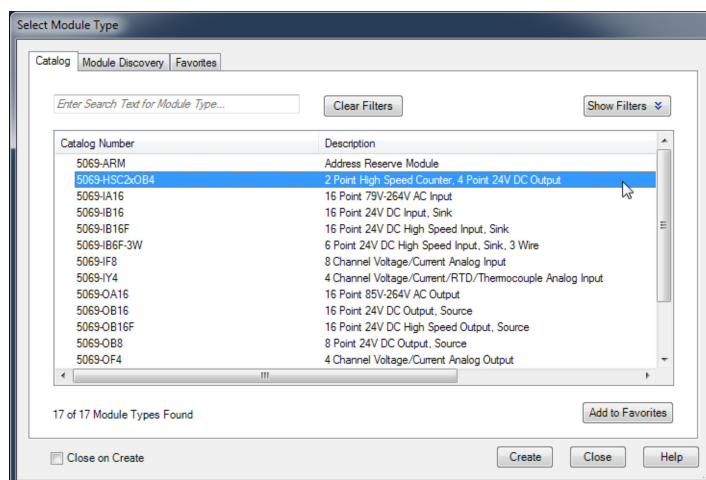 Select Module Type
Catalog Module Discovery Favorites
Enter Search Text for Module Type... Clear Filters Show Filters
Catalog Number Description
5069-ARM Address Reserve Module
5069-HSC2xOB4 2 Point High Speed Counter, 4 Point 24V DC Output
5069-IA16 16 Point 79V-264V AC Input
5069-IB16 16 Point 24V DC Input, Sink
5069-IB16F 16 Point 24V DC High Speed Input, Sink
5069-IB6F-3W 6 Point 24V DC High Speed Input, Sink, 3 Wire
5069-IF8 8 Channel Voltage/Current Analog Input
5069-IY4 4 Channel Voltage/Current/RTD/Thermocouple Analog Input
5069-OA16 16 Point 85V-264V AC Output
5069-OB16 16 Point 24V DC Output, Source
5069-OB16F 16 Point 24V DC High Speed Output, Source
5069-OB8 8 Point 24V DC Output, Source
5069-OF4 4 Channel Voltage/Current Analog Output
17 of 17 Module Types Found Add to Favorites
Close on Create Create Close Help